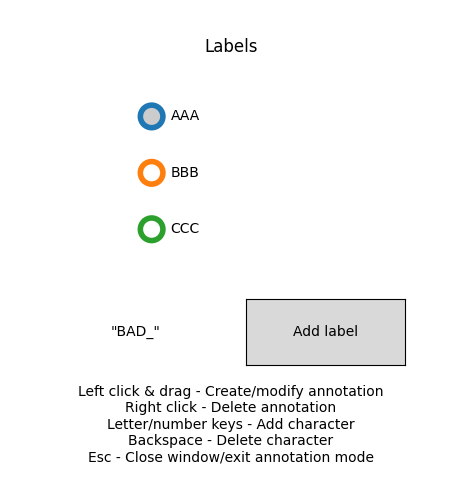 Labels
AAA
BBB
CCC
"BAD_"
Add label
Left click & drag - Create/modify annotation
Right click - Delete annotation
Letter/number keys - Add character
Backspace - Delete character
Esc - Close window/exit annotation mode